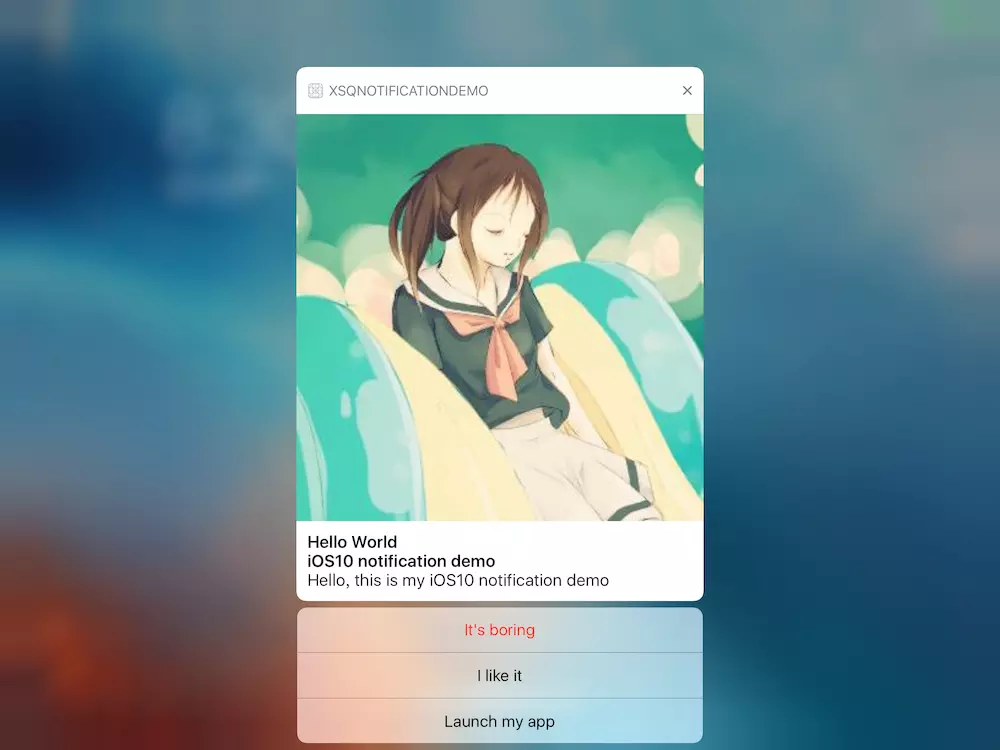 XSQNOTIFICATIONDEMO
Hello World
iOS10 notification demo
Hello, this is my iOS10 notification demo
It's boring
I like it
Launch my app